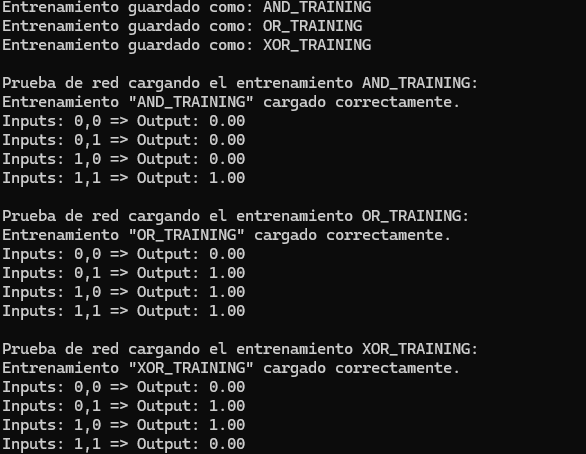 Entrenamiento guardado como: AND_TRAINING
Entrenamiento guardado como: OR_TRAINING
Entrenamiento guardado como: XOR_TRAINING
Prueba de red cargando el entrenamiento AND_TRAINING:
Entrenamiento "AND_TRAINING" cargado correctamente.
Inputs: 0,0 => Output: 0.00
Inputs: 0,1 => Output: 0.00
Inputs: 1,0 => Output: 0.00
Inputs: 1,1 => Output: 1.00
Prueba de red cargando el entrenamiento OR_TRAINING:
Entrenamiento "OR_TRAINING" cargado correctamente.
Inputs: 0,0 => Output: 0.00
Inputs: 0,1 => Output: 1.00
Inputs: 1,0 => Output: 1.00
Inputs: 1,1 => Output: 1.00
Prueba de red cargando el entrenamiento XOR_TRAINING:
Entrenamiento "XOR_TRAINING" cargado correctamente.
Inputs: 0,0 => Output: 0.00
Inputs: 0,1 => Output: 1.00
Inputs: 1,0 => Output: 1.00
Inputs: 1,1 => Output: 0.00